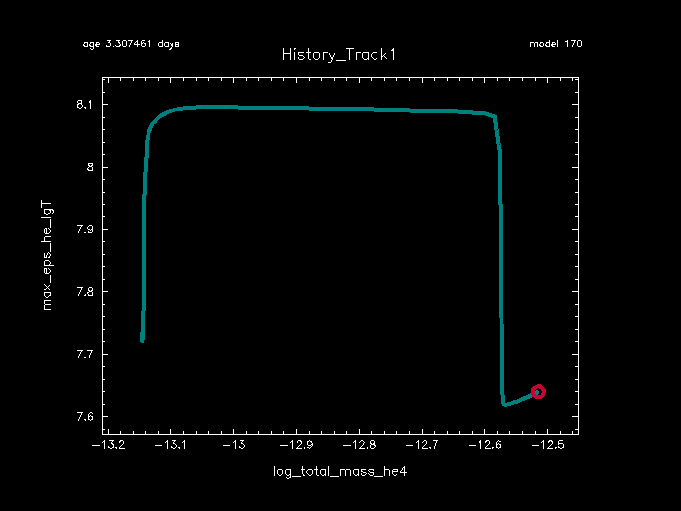 age 3.307461 days
model 170
History_Track1
8.1
8
7.9
7.8
7.7
7.6
max_eps_he_lgT
-13.2 -13.1 -13 -12.9 -12.8 -12.7 -12.6 -12.5
log_total_mass_he4